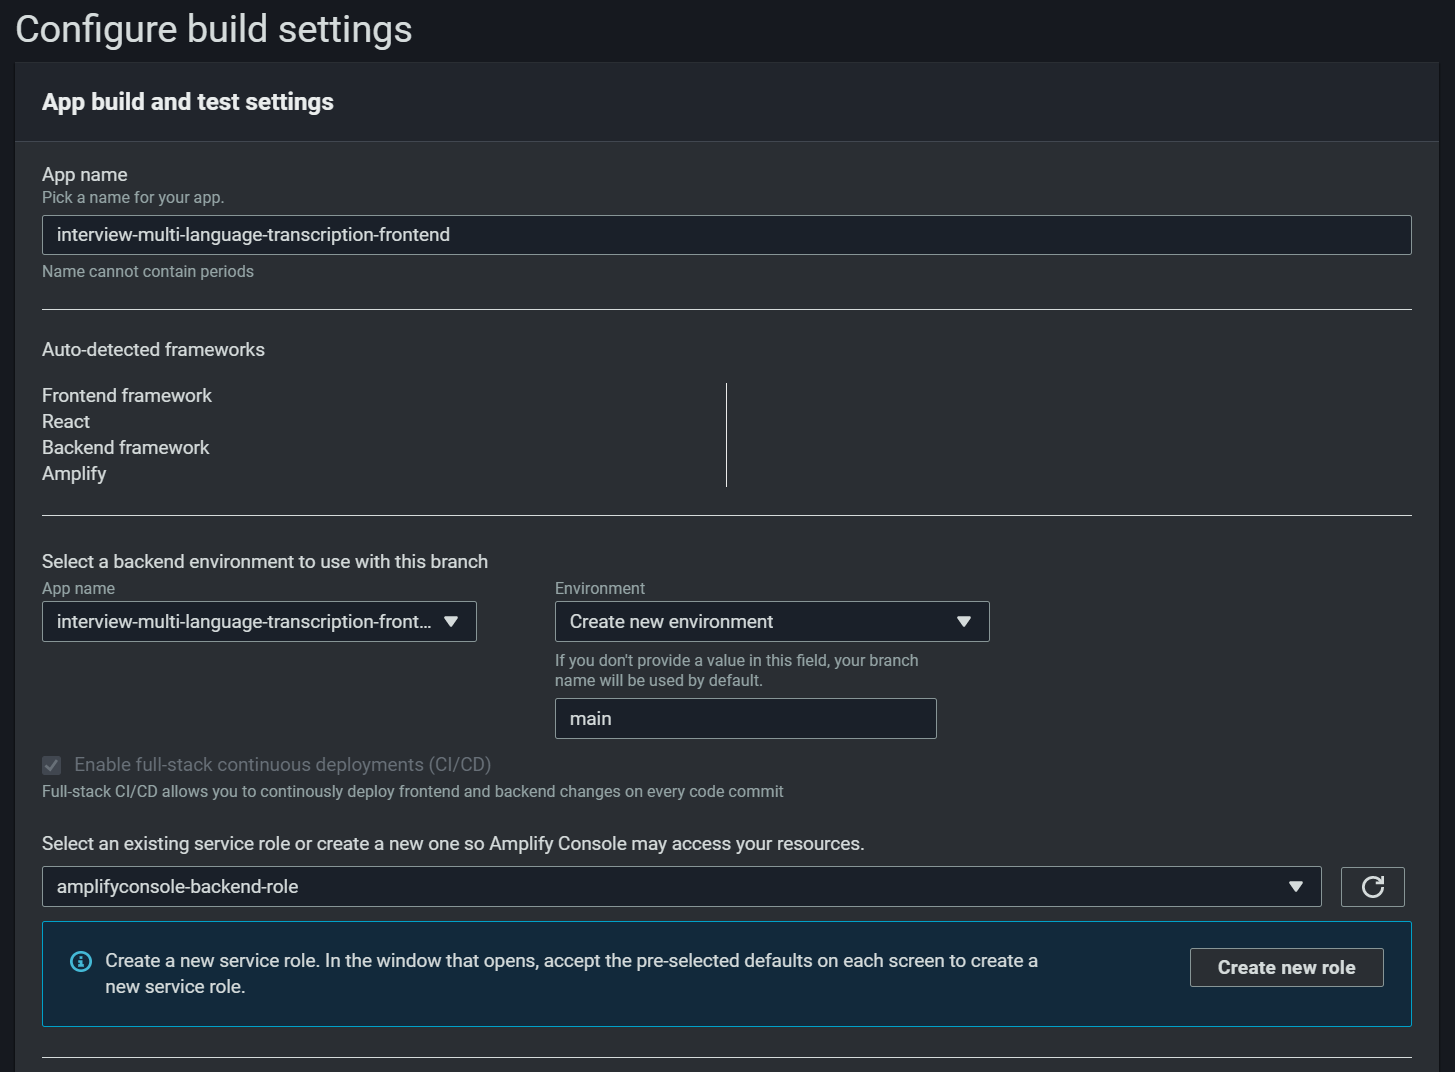 Configure build settings
App build and test settings
App name
Pick a name for your app.
interview-multi-language-transcription-frontend
Name cannot contain periods
Auto-detected frameworks
Frontend framework
React
Backend framework
Amplify
Select a backend environment to use with this branch
App name
interview-multi-language-transcription-front...
Environment
Create new environment
If you don't provide a value in this field, your branch
name will be used by default.
main
Enable full-stack continuous deployments (CI/CD)
Full-stack CI/CD allows you to continously deploy frontend and backend changes on every code commit
Select an existing service role or create a new one so Amplify Console may access your resources.
amplifyconsole-backend-role
Create a new service role. In the window that opens, accept the pre-selected defaults on each screen to create a
new service role.
Create new role